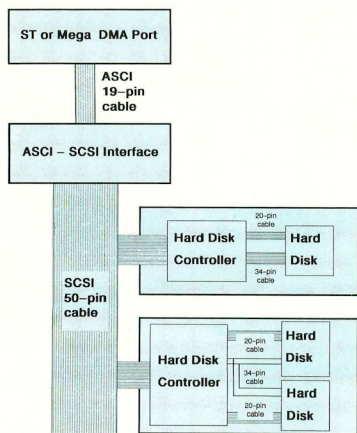 ST or Mega DMA Port
ASCI
19-pin
cable
ASCI – SCSI Interface
SCSI
50-pin
cable
Hard Disk
Controller
20-pin
cable
34-pin
cable
Hard
Disk
Hard Disk
Controller
20-pin
cable
34-pin
cable
20-pin
cable
Hard
Disk
Hard
Disk